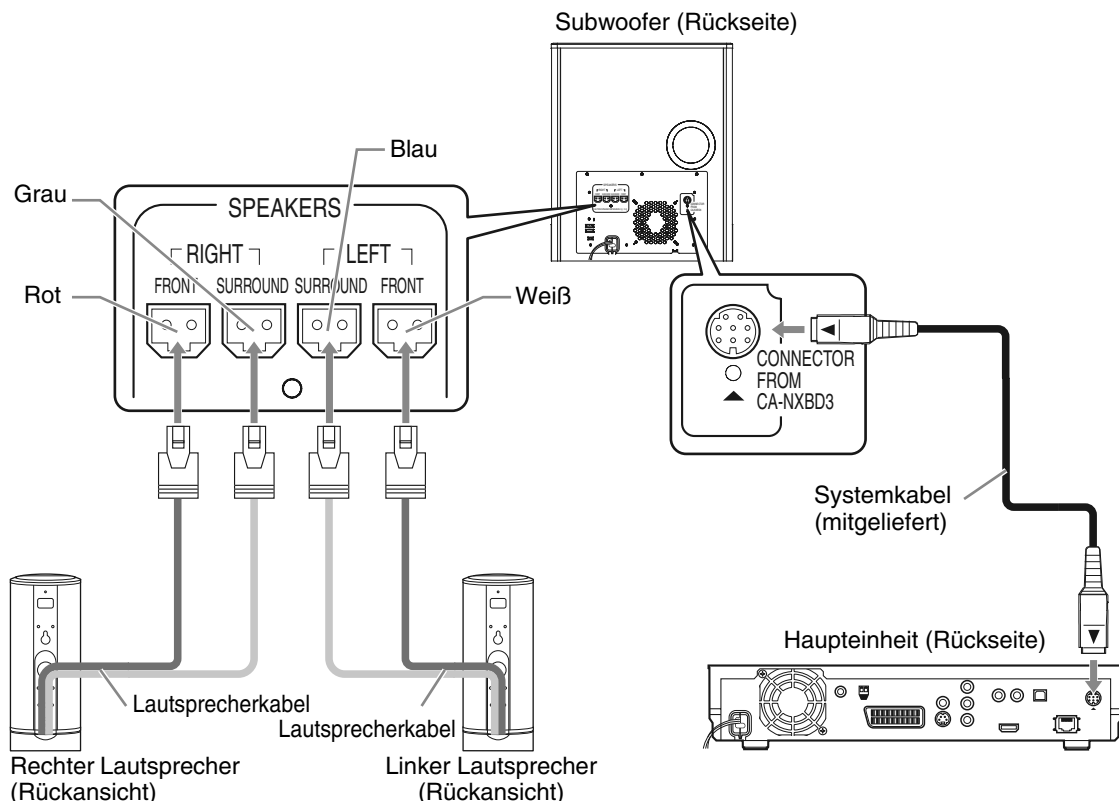 Subwoofer (Rückseite)
Blau
Grau
SPEAKERS
RIGHT
LEFT
FRONT SURROUND SURROUND FRONT
Rot
Weiß
CONNECTOR
FROM
CA-NXBD3
Systemkabel
(mitgeliefert)
Haupteinheit (Rückseite)
Lautsprecherkabel
Lautsprecherkabel
Rechter Lautsprecher
(Rückansicht)
Linker Lautsprecher
(Rückansicht)